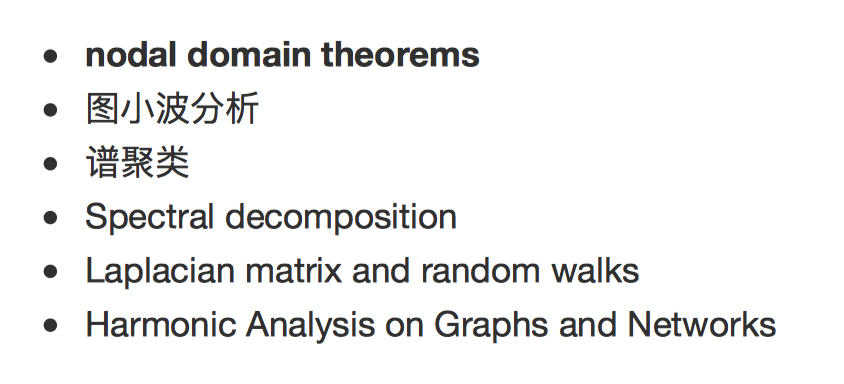 • nodal domain theorems
• 图小波分析
• 谱聚类
• Spectral decomposition
• Laplacian matrix and random walks
• Harmonic Analysis on Graphs and Networks